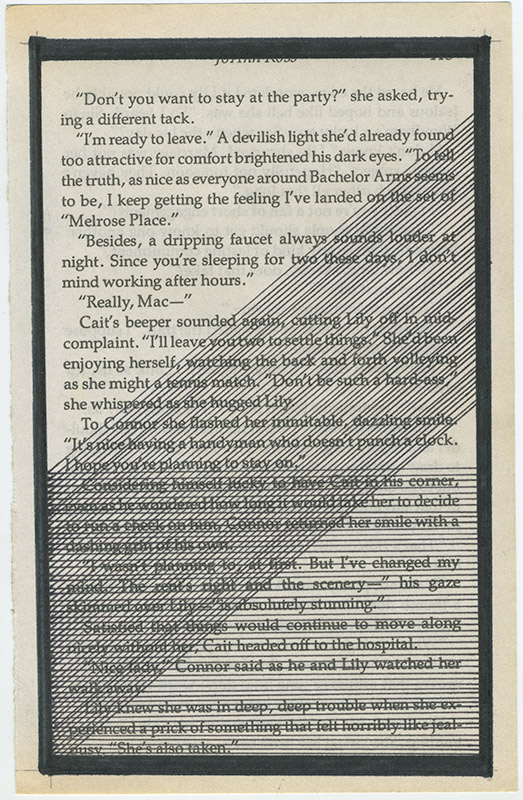 JoAnn Ross
"Don't you want to stay at the party?" she asked, try-
ing a different tack.
"I'm ready to leave." A devilish light she'd already found
too attractive for comfort brightened his dark eyes. "To tell
the truth, as nice as everyone around Bachelor Arms seems
to be, I keep getting the feeling I've landed on the set of
"Melrose Place."
"Besides, a dripping faucet always sounds louder at
night. Since you're sleeping for two these days, I don't
mind working after hours."
"Really, Mac—"
Cait's beeper sounded again, cutting Lily off in mid-
complaint. "I'll leave you two to settle things." She'd been
enjoying herself, watching the back and forth volleying
as she might a tennis match. "Don't be such a hard-ass,"
she whispered as she hugged Lily.
To Connor she flashed her inimitable, dazzling smile.
"It's nice having a handyman who doesn't punch a clock.
I hope you're planning to stay on."
Considering himself lucky to have Cait in his corner,
even as he wondered how long it would take her to decide
to run a check on him, Connor returned her smile with a
dashing grin of his own.
"I wasn't planning to, at first. But I've changed my
mind. The rent's right and the scenery—" his gaze
skimmed over Lily— "is absolutely stunning."
Satisfied that things would continue to move along
nicely without her, Cait headed off to the hospital.
"Nice lady," Connor said as he and Lily watched her
walk away.
Lily knew she was in deep, deep trouble when she ex-
perienced a prick of something that felt horribly like jeal-
ousy. "She's also taken."